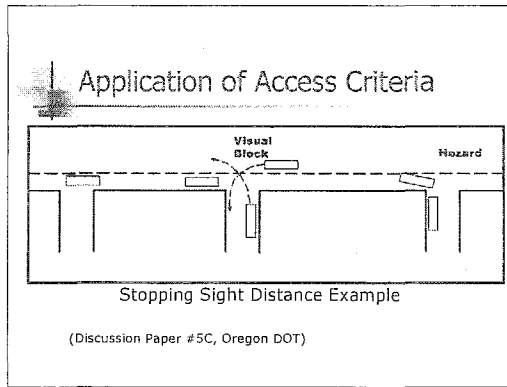 Application of Access Criteria
Visual
Block
Hazard
Stopping Sight Distance Example
(Discussion Paper #5C, Oregon DOT)